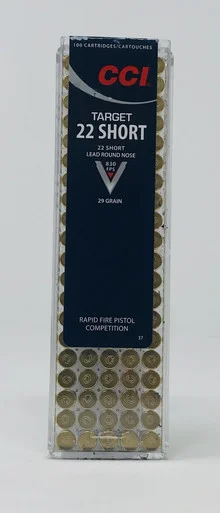 100 CARTRIDGES/CARTOUCHES
CCI
TARGET
22 SHORT
22 SHORT
LEAD ROUND NOSE
830
FPS
29 GRAIN
RAPID FIRE PISTOL
COMPETITION
37